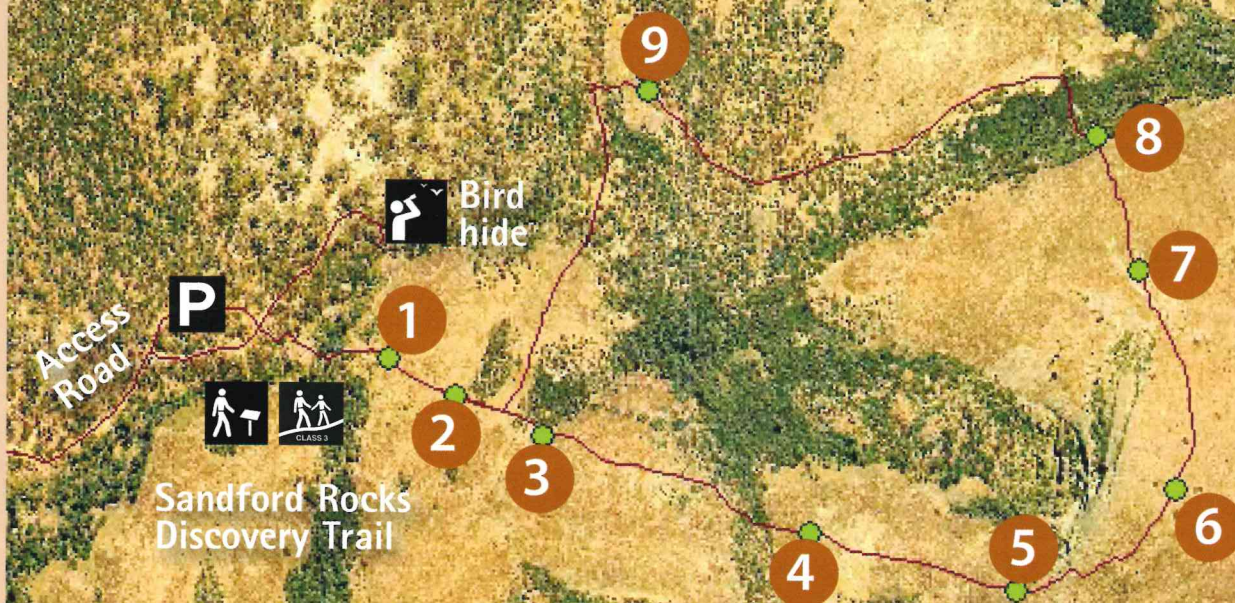 9
8
Bird
hide
7
P
1
Access
Road
CLASS 3
2
3
6
Sandford Rocks
Discovery Trail
4
5